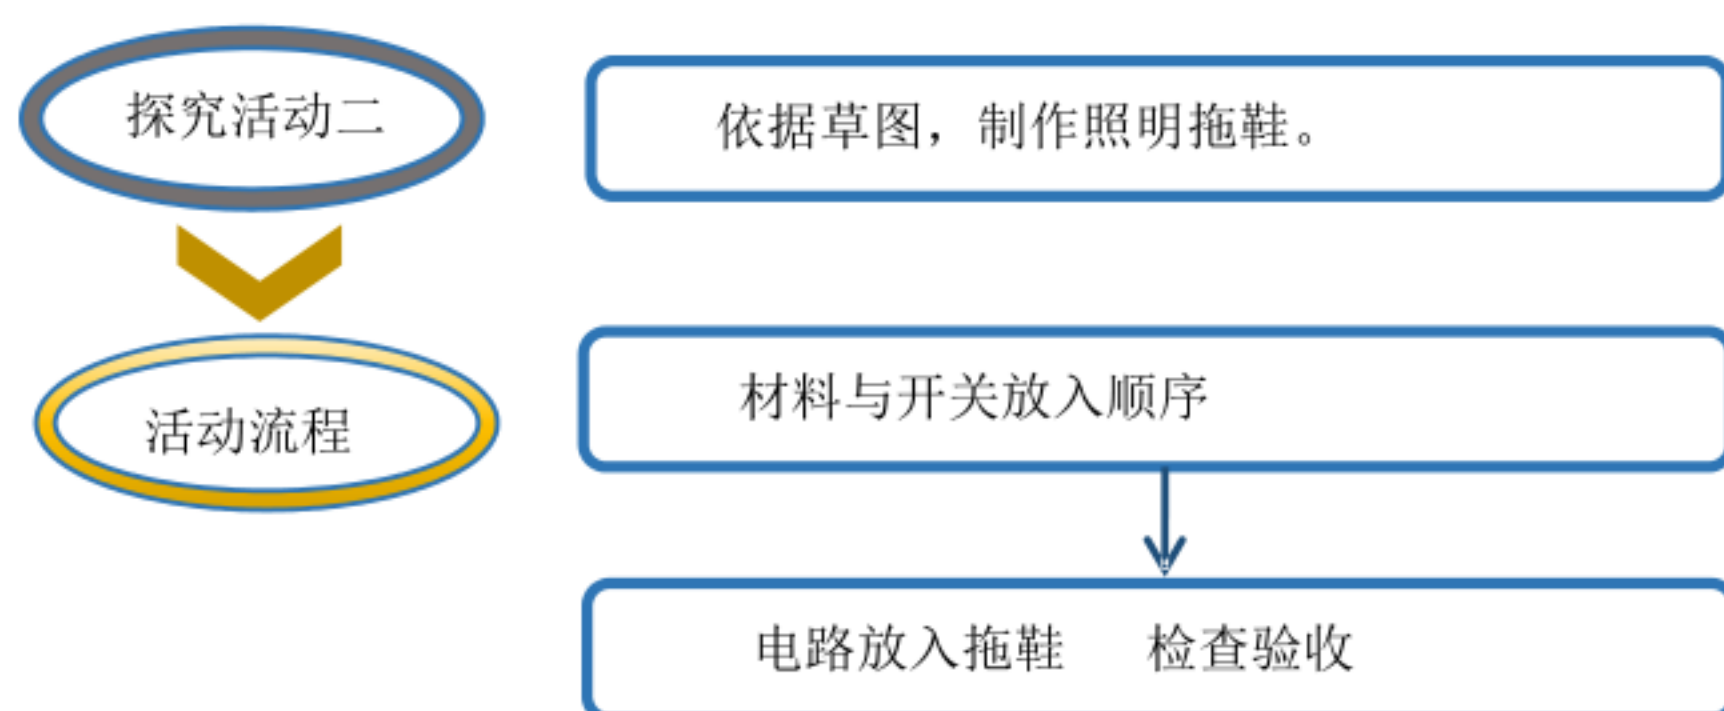 探究活动二
依据草图，制作照明拖鞋。
活动流程
材料与开关放入顺序
电路放入拖鞋 检查验收